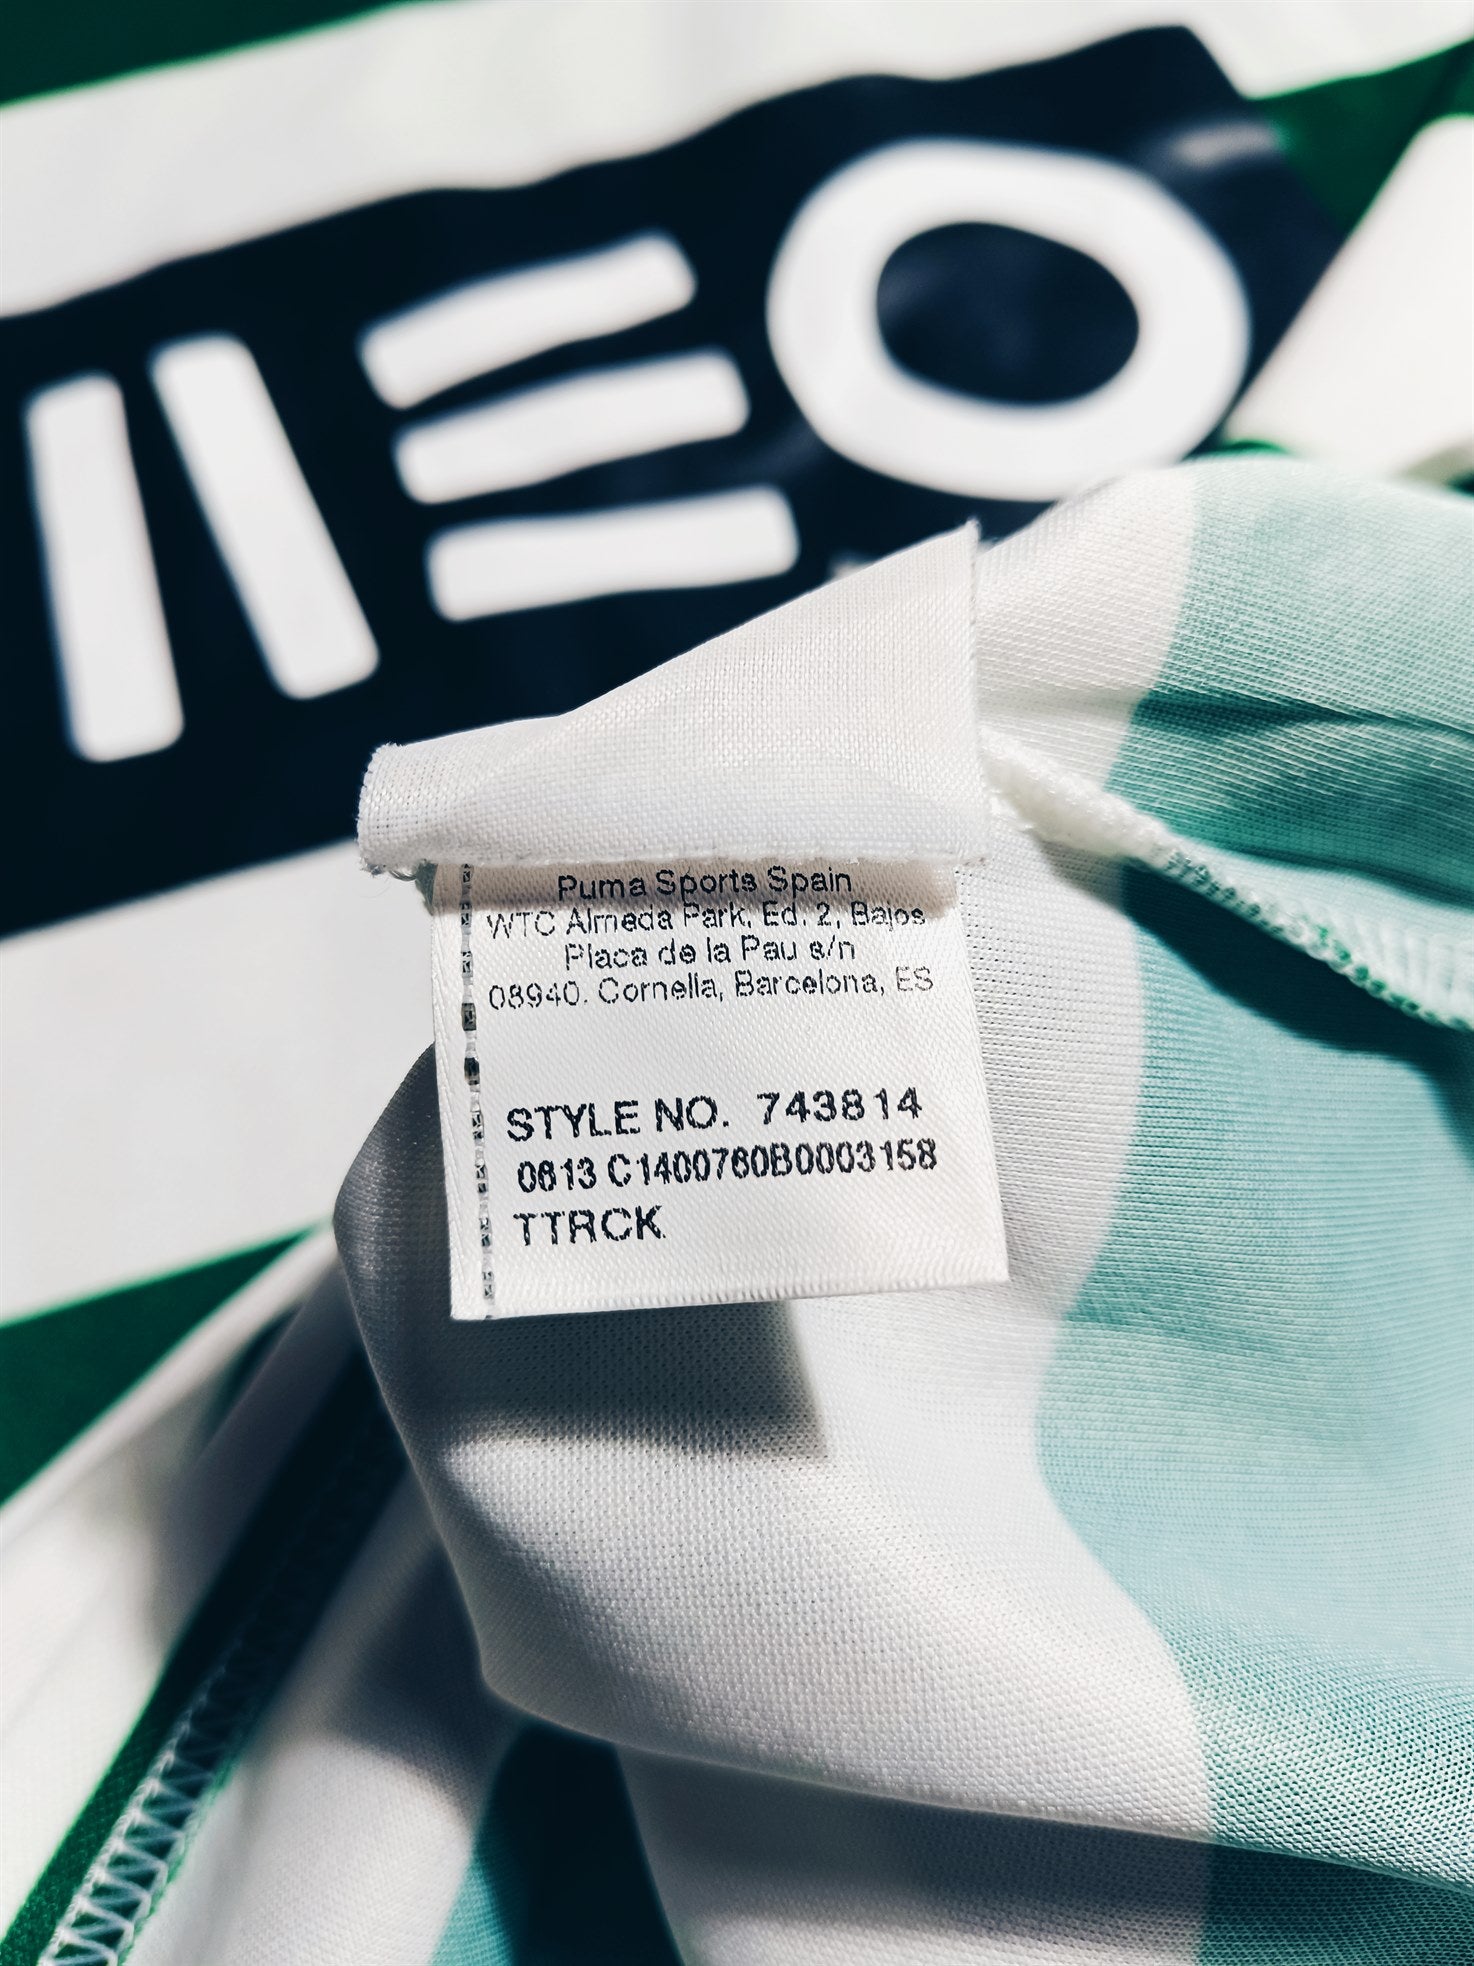 MEO
Puma Sports Spain
WTC Almeda Park, Ed. 2, Bajos
Placa de la Pau s/n
08940. Cornella, Barcelona, ES
STYLE NO. 743814
0613 C1400760B0003158
TTRCK